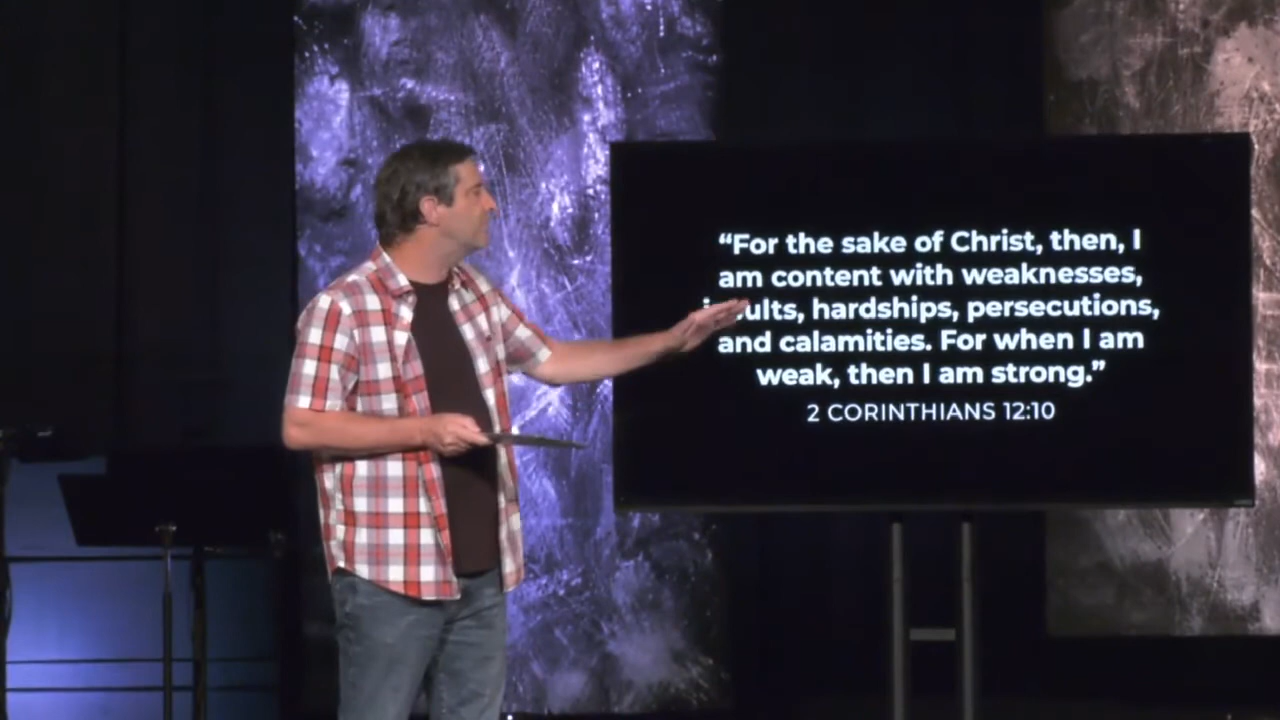 “For the sake of Christ, then, I
am content with weaknesses,
hardships, persecutions,
and calamities. For when I am
weak, then I am strong.”
2 CORINTHIANS 12:10